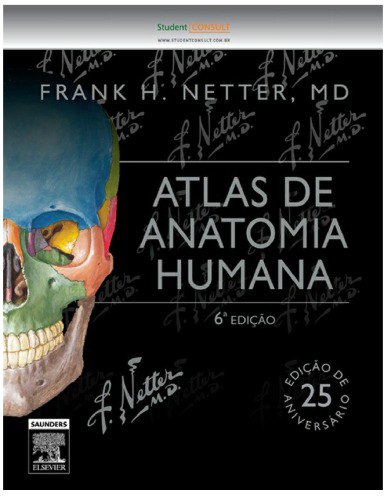 Student CONSULT
WWW.STUDENTCONSULT.COM.BR
FRANK H. NETTER, MD
ATLAS DE
ANATOMIA
HUMANA
6ª EDIÇÃO
F. Netter
M.D.
EDIÇÃO DE
25
ANIVERSÁRIO
SAUNDERS
ELSEVIER